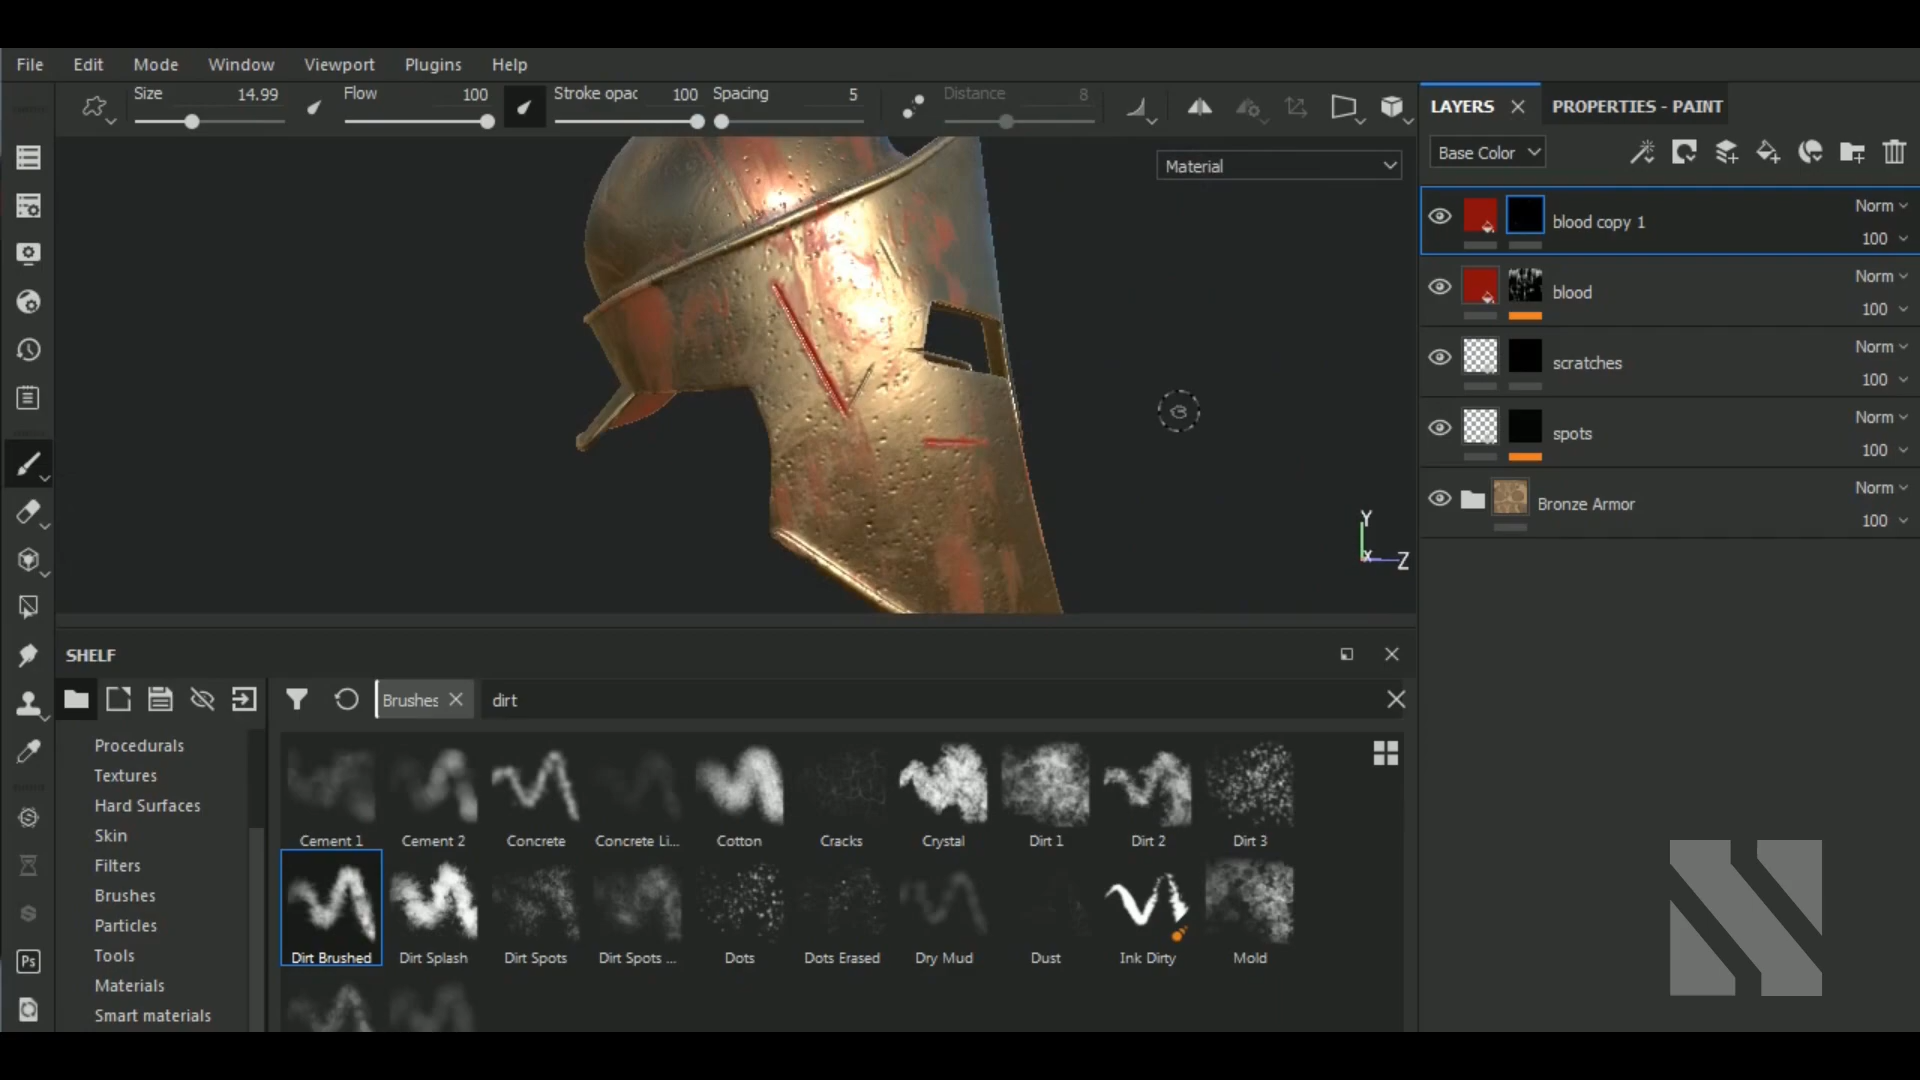 File Edit Mode Window Viewport Plugins Help
Size 14.99 Flow 100 Stroke opac 100 Spacing 5 Distance 8
LAYERS PROPERTIES - PAINT
Base Color
Material
blood copy 1 Norm 100
blood Norm 100
scratches Norm 100
spots Norm 100
Bronze Armor Norm 100
Y
X Z
SHELF
Brushes dirt
Procedurals
Textures
Hard Surfaces
Skin
Filters
Brushes
Particles
Tools
Materials
Smart materials
Cement 1 Cement 2 Concrete Concrete Li... Cotton Cracks Crystal Dirt 1 Dirt 2 Dirt 3
Dirt Brushed Dirt Splash Dirt Spots Dirt Spots ... Dots Dots Erased Dry Mud Dust Ink Dirty Mold
Ps